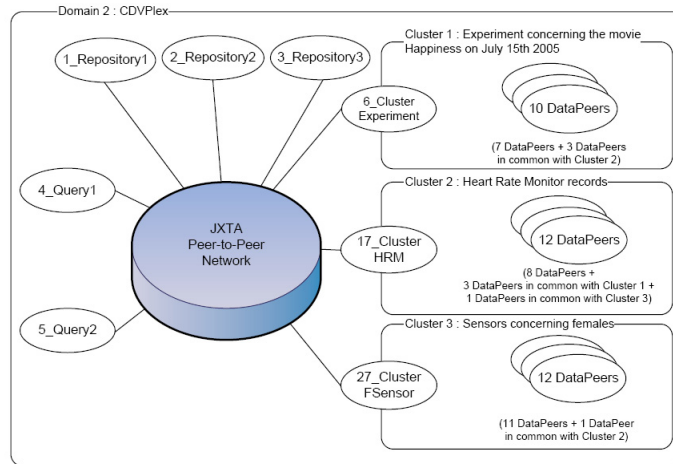 Domain 2 : CDVPlex
1_Repository1
2_Repository2
3_Repository3
6_Cluster
Experiment
4_Query1
5_Query2
JXTA
Peer-to-Peer
Network
17_Cluster
HRM
27_Cluster
FSensor
Cluster 1 : Experiment concerning the movie
Happiness on July 15th 2005
10 DataPeers
(7 DataPeers + 3 DataPeers
in common with Cluster 2)
Cluster 2 : Heart Rate Monitor records
12 DataPeers
(8 DataPeers +
3 DataPeers in common with Cluster 1 +
1 DataPeers in common with Cluster 3)
Cluster 3 : Sensors concerning females
12 DataPeers
(11 DataPeers + 1 DataPeer
in common with Cluster 2)